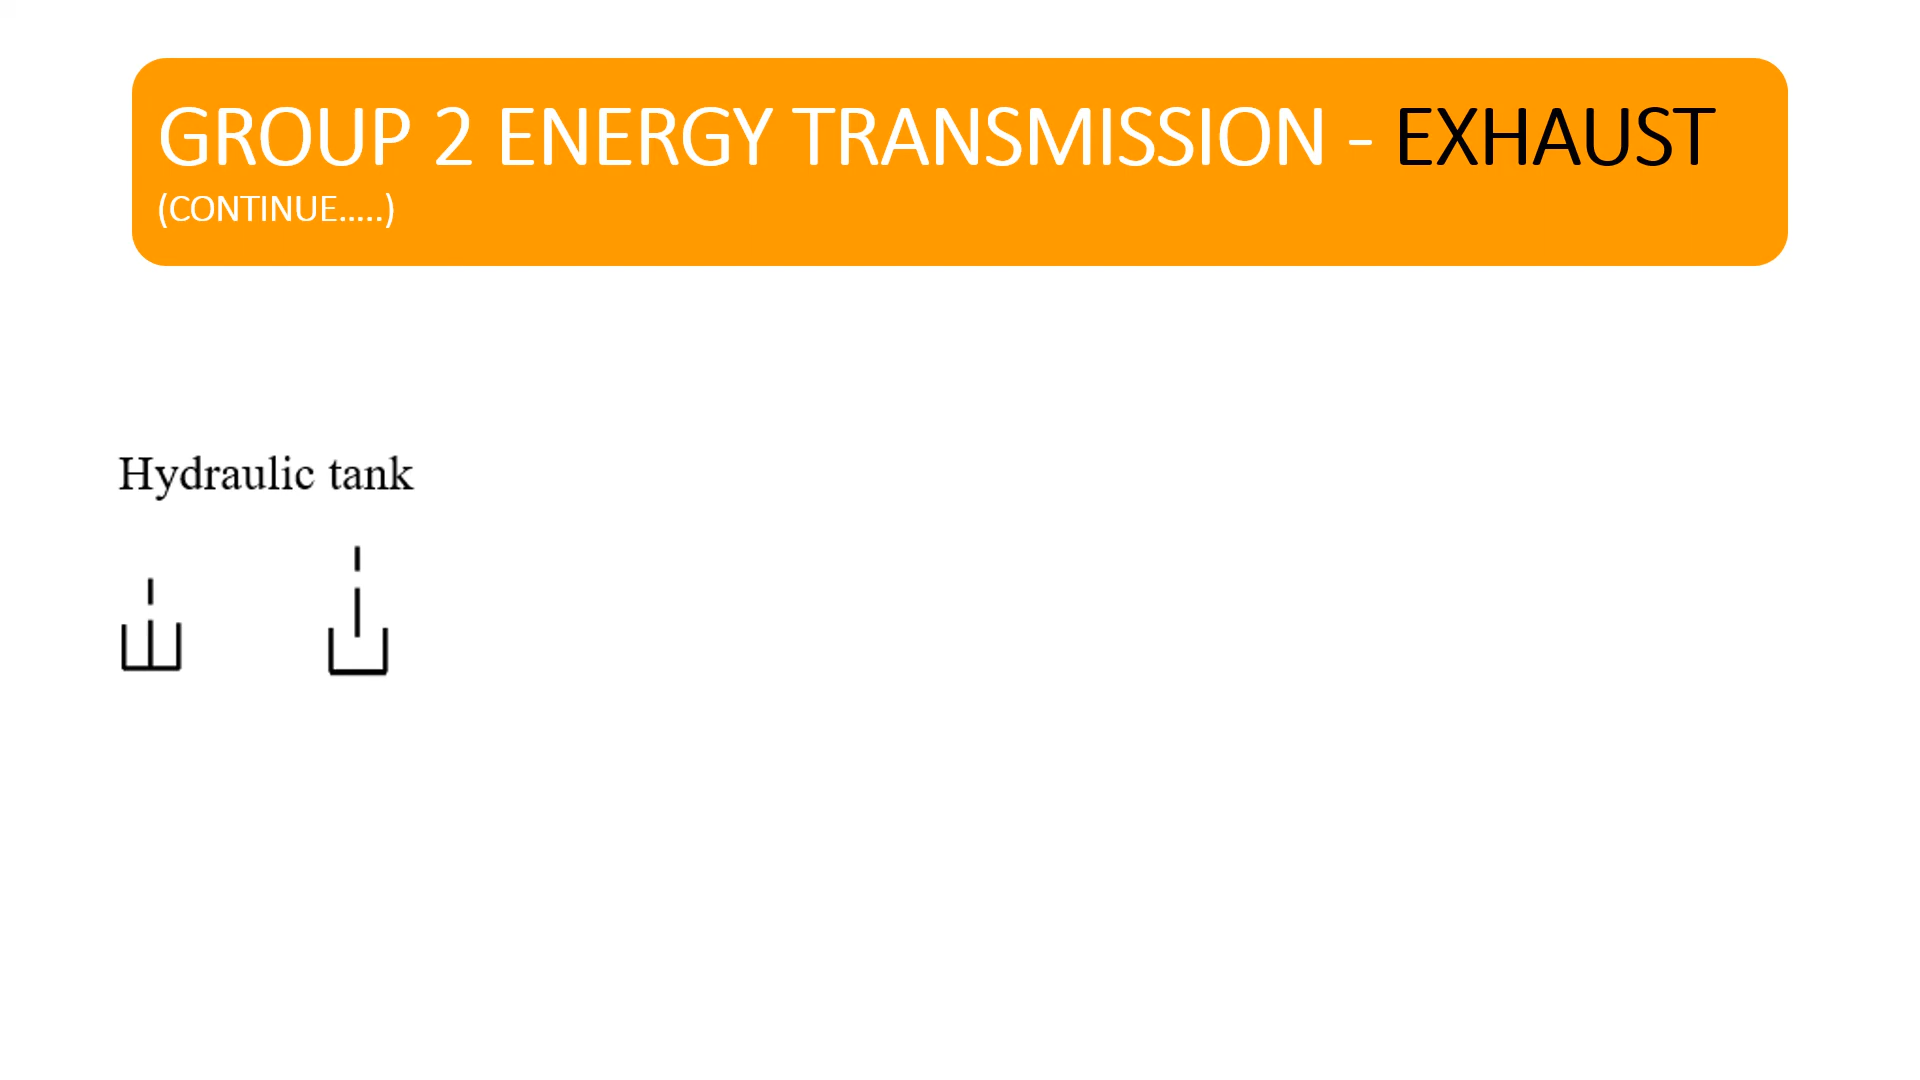 GROUP 2 ENERGY TRANSMISSION - EXHAUST
(CONTINUE.....)
Hydraulic tank